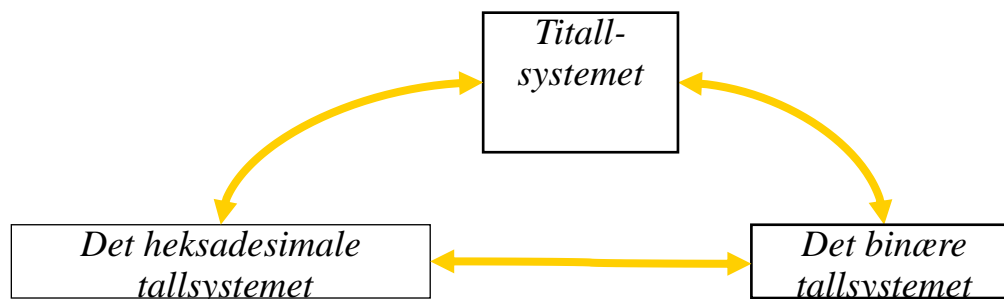 Titall-
systemet
Det heksadesimale
tallsystemet
Det binære
tallsystemet